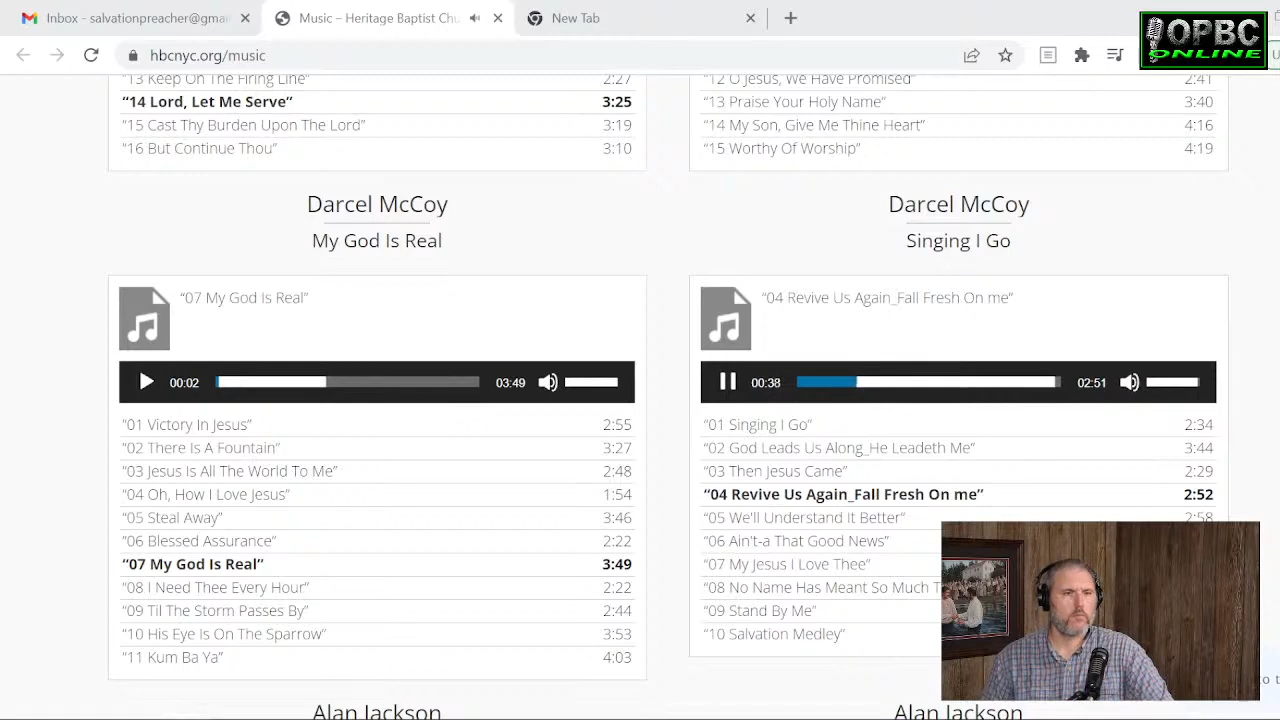 Inbox - salvationpreacher@gmai
Music – Heritage Baptist Chu
New Tab
hbcnyc.org/music
OPBC
ONLINE
U
"13 Keep On The Firing Line" 2:27
"14 Lord, Let Me Serve" 3:25
"15 Cast Thy Burden Upon The Lord" 3:19
"16 But Continue Thou" 3:10
"12 O Jesus, We Have Promised" 2:41
"13 Praise Your Holy Name" 3:40
"14 My Son, Give Me Thine Heart" 4:16
"15 Worthy Of Worship" 4:19
Darcel McCoy
My God Is Real
"07 My God Is Real"
00:02 03:49
"01 Victory In Jesus" 2:55
"02 There Is A Fountain" 3:27
"03 Jesus Is All The World To Me" 2:48
"04 Oh, How I Love Jesus" 1:54
"05 Steal Away" 3:46
"06 Blessed Assurance" 2:22
"07 My God Is Real" 3:49
"08 I Need Thee Every Hour" 2:22
"09 Til The Storm Passes By" 2:44
"10 His Eye Is On The Sparrow" 3:53
"11 Kum Ba Ya" 4:03
Alan Jackson
Darcel McCoy
Singing I Go
"04 Revive Us Again_Fall Fresh On me"
00:38 02:51
"01 Singing I Go" 2:34
"02 God Leads Us Along_He Leadeth Me" 3:44
"03 Then Jesus Came" 2:29
"04 Revive Us Again_Fall Fresh On me" 2:52
"05 We'll Understand It Better" 2:58
"06 Ain't-a That Good News"
"07 My Jesus I Love Thee"
"08 No Name Has Meant So Much T
"09 Stand By Me"
"10 Salvation Medley"
to t
Alan Jackson